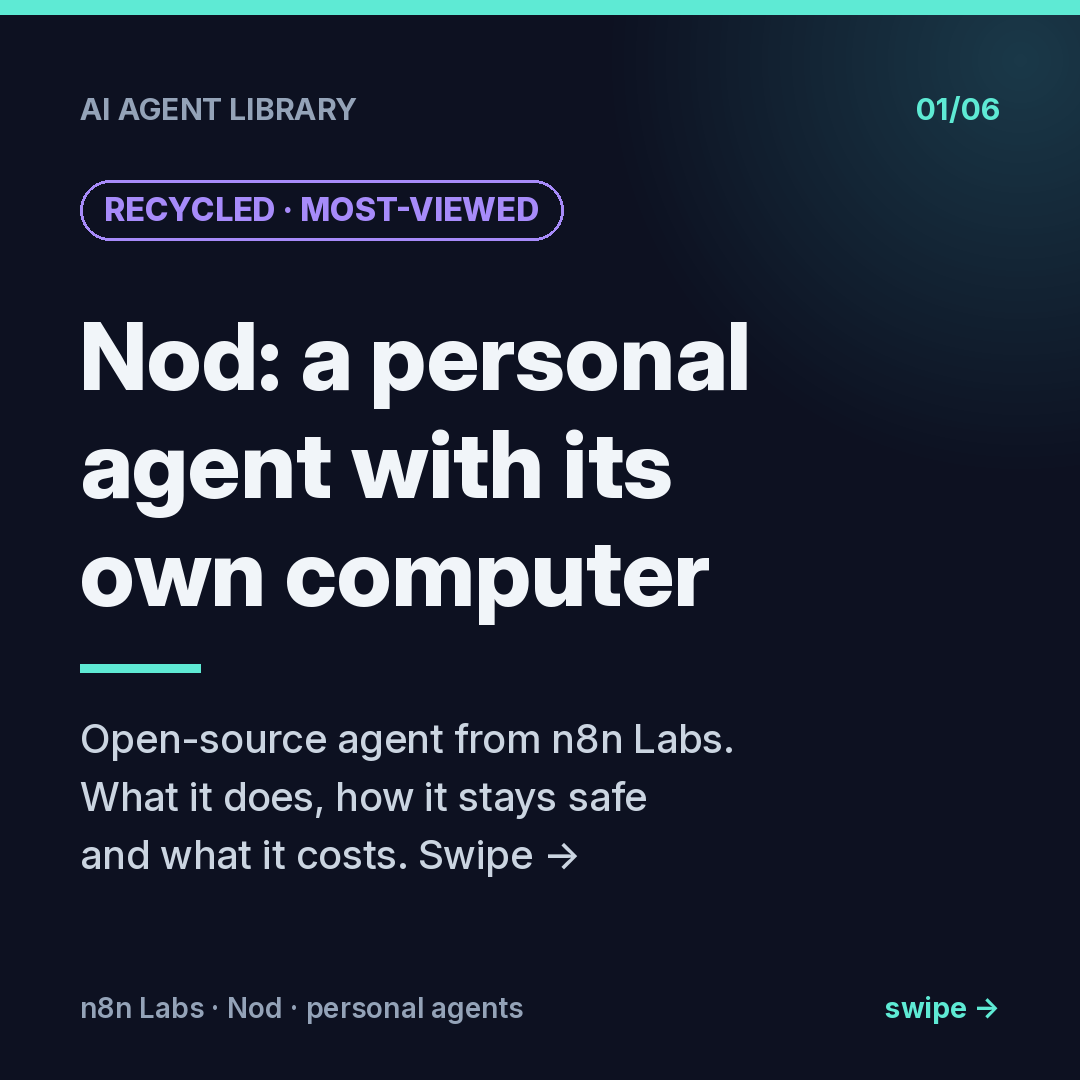 AI AGENT LIBRARY
01/06
RECYCLED · MOST-VIEWED
Nod: a personal
agent with its
own computer
Open-source agent from n8n Labs.
What it does, how it stays safe
and what it costs. Swipe →
n8n Labs · Nod · personal agents
swipe →